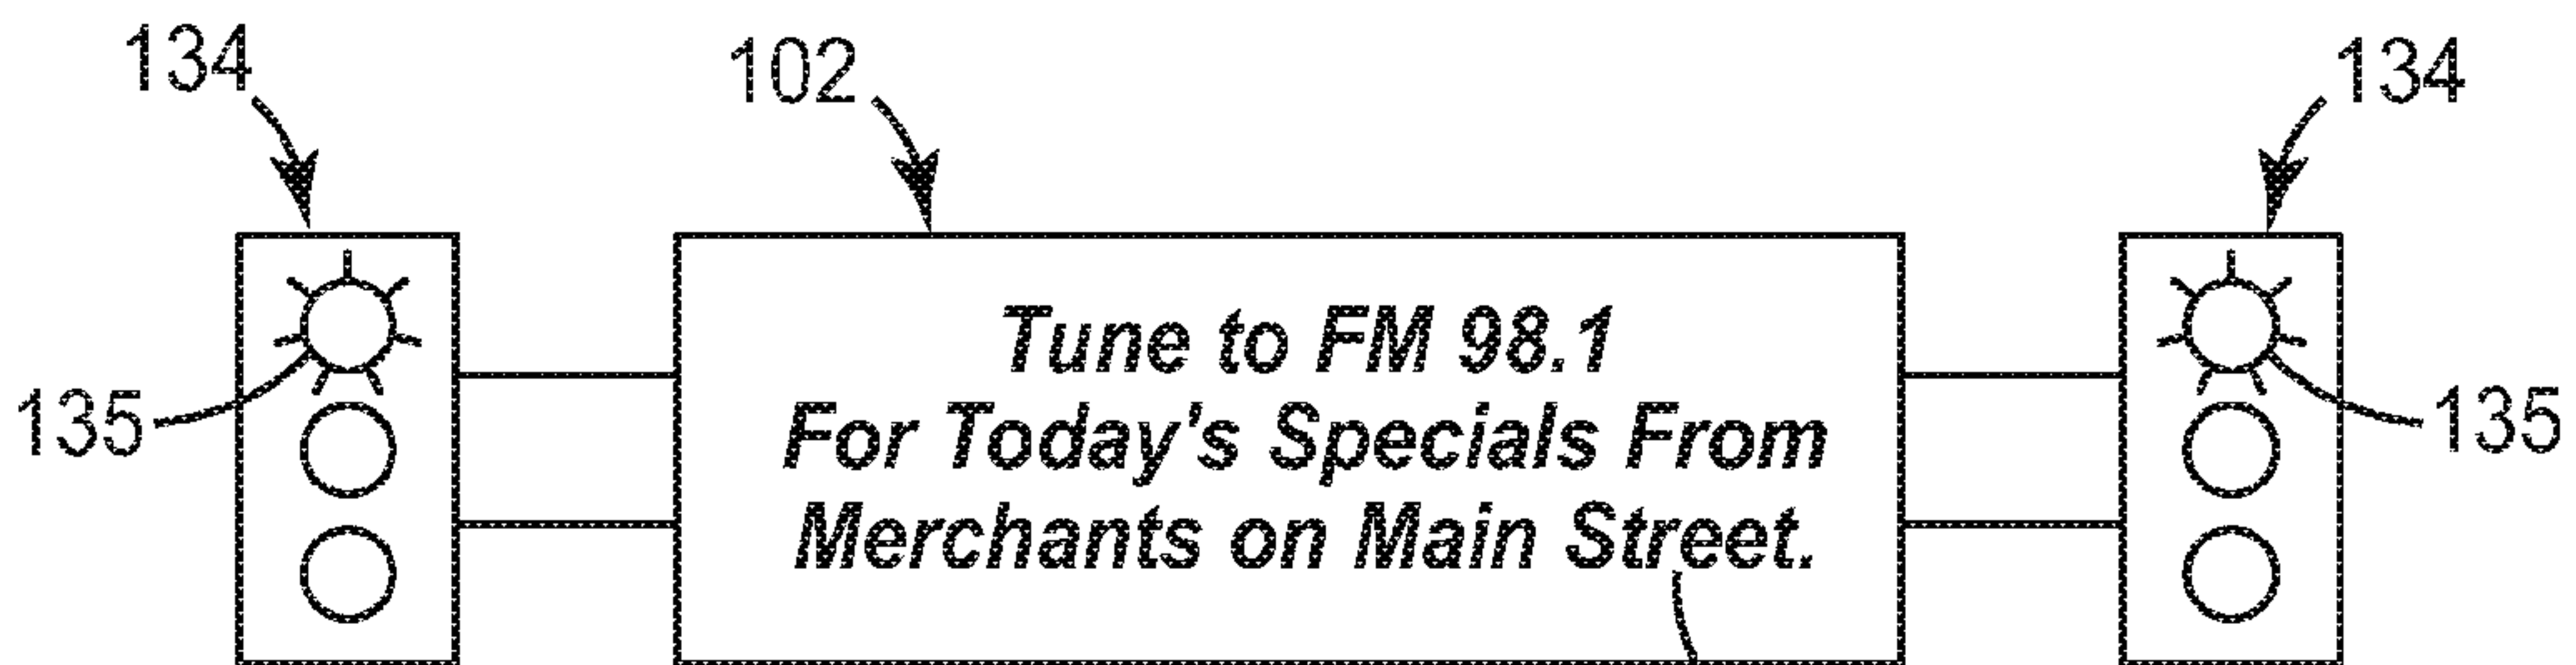 134
102
134
Tune to FM 98.1
For Today's Specials From
Merchants on Main Street.
135
135